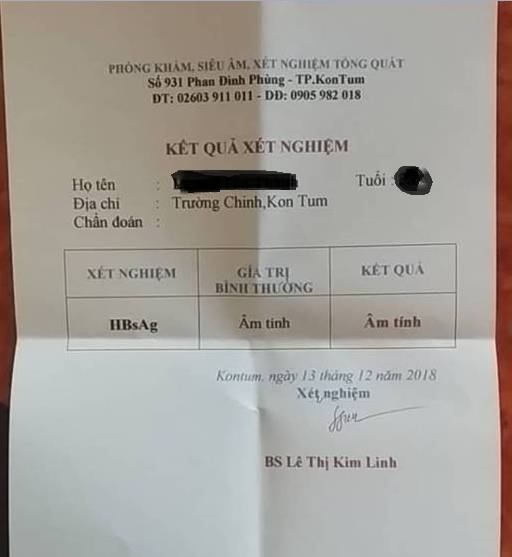 PHÒNG KHÁM, SIÊU ÂM, XÉT NGHIỆM TỔNG QUÁT
Số 931 Phan Đình Phùng - TP.KonTum
ĐT: 02603 911 011 - DĐ: 0905 982 018
KẾT QUẢ XÉT NGHIỆM
Họ tên : Tuổi :
Địa chỉ : Trường Chinh,Kon Tum
Chẩn đoán :
XÉT NGHIỆM GIÁ TRỊ BÌNH THƯỜNG KẾT QUẢ
HBsAg Âm tính Âm tính
Kontum, ngày 13 tháng 12 năm 2018
Xét nghiệm
BS Lê Thị Kim Linh